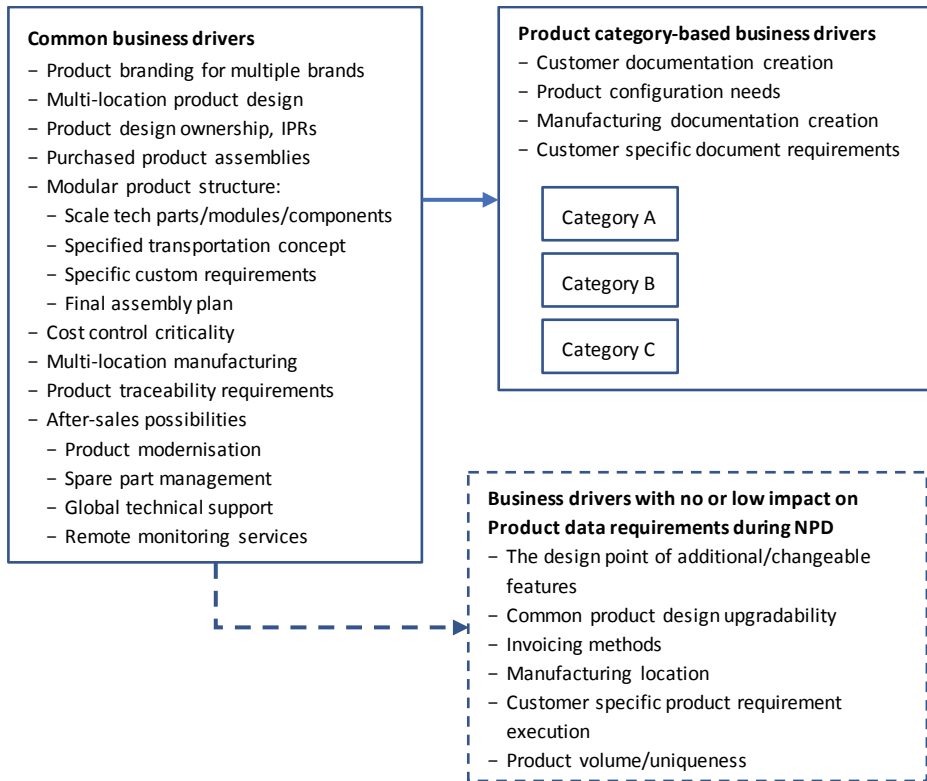 Common business drivers
– Product branding for multiple brands
– Multi-location product design
– Product design ownership, IPRs
– Purchased product assemblies
– Modular product structure:
– Scale tech parts/modules/components
– Specified transportation concept
– Specific custom requirements
– Final assembly plan
– Cost control criticality
– Multi-location manufacturing
– Product traceability requirements
– After-sales possibilities
– Product modernisation
– Spare part management
– Global technical support
– Remote monitoring services
Product category-based business drivers
– Customer documentation creation
– Product configuration needs
– Manufacturing documentation creation
– Customer specific document requirements
Category A
Category B
Category C
Business drivers with no or low impact on
Product data requirements during NPD
– The design point of additional/changeable
features
– Common product design upgradability
– Invoicing methods
– Manufacturing location
– Customer specific product requirement
execution
– Product volume/uniqueness